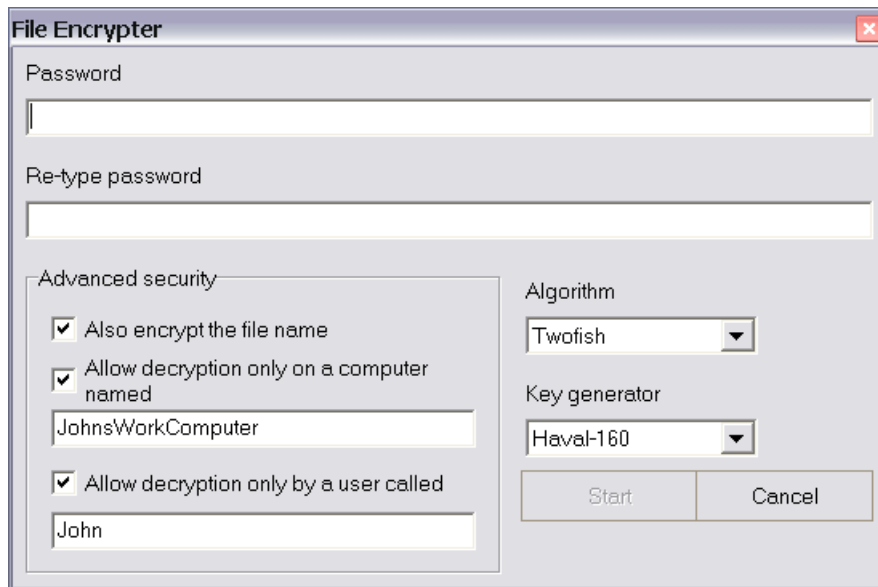 File Encrypter
Password
Re-type password
Advanced security
Also encrypt the file name
Allow decryption only on a computer
named
JohnsWorkComputer
Allow decryption only by a user called
John
Algorithm
Twofish
Key generator
Haval-160
Start
Cancel